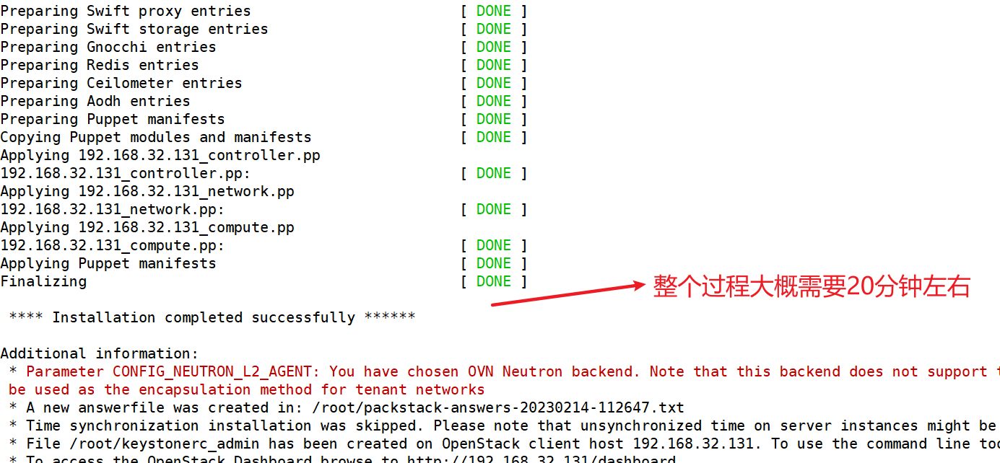 Preparing Swift proxy entries [ DONE ]
Preparing Swift storage entries [ DONE ]
Preparing Gnocchi entries [ DONE ]
Preparing Redis entries [ DONE ]
Preparing Ceilometer entries [ DONE ]
Preparing Aodh entries [ DONE ]
Preparing Puppet manifests [ DONE ]
Copying Puppet modules and manifests [ DONE ]
Applying 192.168.32.131_controller.pp
192.168.32.131_controller.pp: [ DONE ]
Applying 192.168.32.131_network.pp
192.168.32.131_network.pp: [ DONE ]
Applying 192.168.32.131_compute.pp
192.168.32.131_compute.pp: [ DONE ]
Applying Puppet manifests [ DONE ]
Finalizing [ DONE ]
整个过程大概需要20分钟左右
**** Installation completed successfully ******
Additional information:
* Parameter CONFIG_NEUTRON_L2_AGENT: You have chosen OVN Neutron backend. Note that this backend does not support
be used as the encapsulation method for tenant networks
* A new answerfile was created in: /root/packstack-answers-20230214-112647.txt
* Time synchronization installation was skipped. Please note that unsynchronized time on server instances might be
* File /root/keystonerc_admin has been created on OpenStack client host 192.168.32.131. To use the command line
* To access the OpenStack Dashboard browse to http://192.168.32.131/dashboard